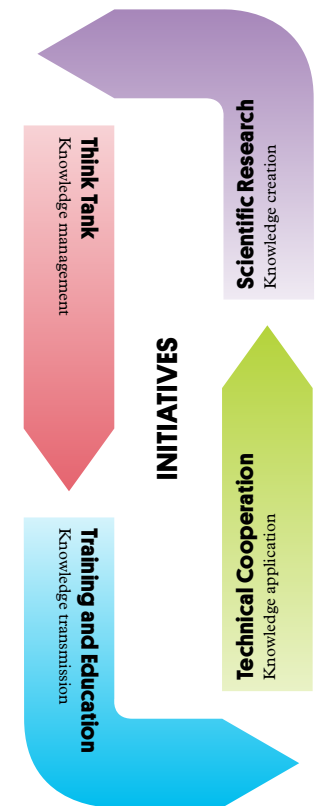 Scientific Research
Knowledge creation
Think Tank
Knowledge management
INITIATIVES
Technical Cooperation
Knowledge application
Training and Education
Knowledge transmission